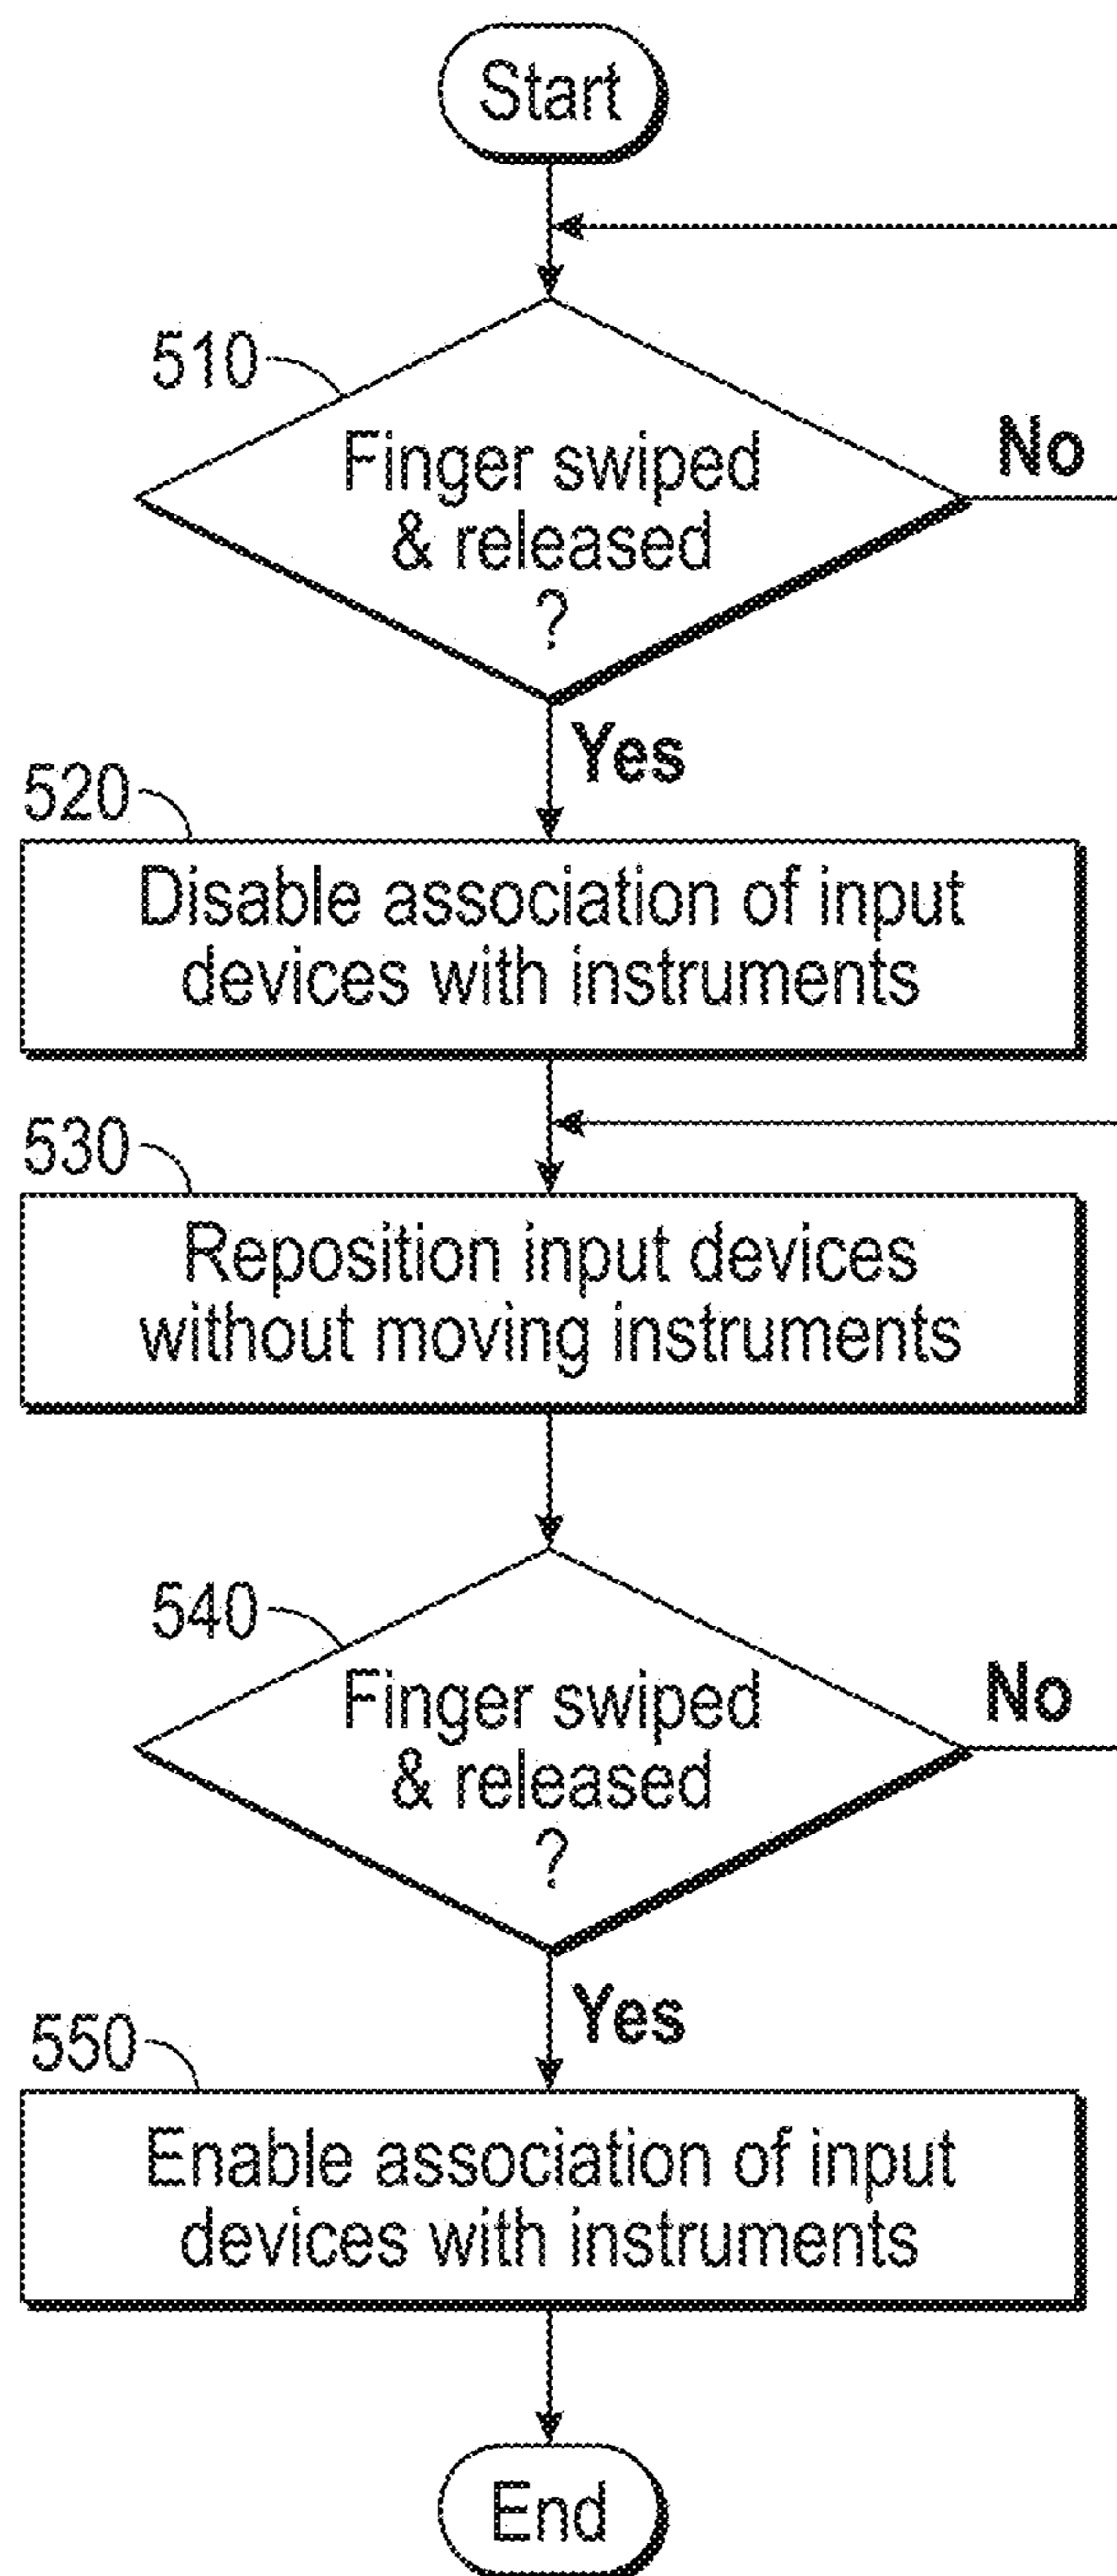 Start
510
Finger swiped
& released
?
No
Yes
520
Disable association of input
devices with instruments
530
Reposition input devices
without moving instruments
540
Finger swiped
& released
?
No
Yes
550
Enable association of input
devices with instruments
End